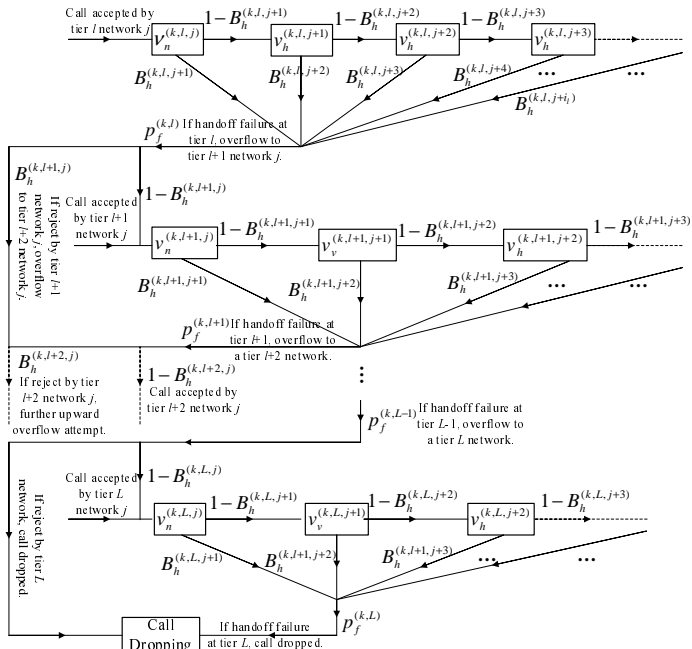 Call accepted by
tier l network j
v_n^{(k,l,j)}
1-B_h^{(k,l,j+1)}
v_h^{(k,l,j+1)}
1-B_h^{(k,l,j+2)}
v_h^{(k,l,j+2)}
1-B_h^{(k,l,j+3)}
v_h^{(k,l,j+3)}
B_h^{(k,l,j+1)}
B_h^{(k,l,j+2)}
B_h^{(k,l,j+3)}
B_h^{(k,l,j+4)}
...
...
B_h^{(k,l,j+i_l)}
p_f^{(k,l)}
If handoff failure at
tier l, overflow to
tier l+1 network j.
B_h^{(k,l+1,j)}
If reject by tier l+1
network j, overflow
to tier l+2 network j.
1-B_h^{(k,l+1,j)}
Call accepted
by tier l+1
network j
v_n^{(k,l+1,j)}
1-B_h^{(k,l+1,j+1)}
v_v^{(k,l+1,j+1)}
1-B_h^{(k,l+1,j+2)}
v_h^{(k,l+1,j+2)}
1-B_h^{(k,l+1,j+3)}
B_h^{(k,l+1,j+1)}
B_h^{(k,l+1,j+2)}
B_h^{(k,l+1,j+3)}
...
...
p_f^{(k,l+1)}
If handoff failure at
tier l+1, overflow to
a tier l+2 network.
B_h^{(k,l+2,j)}
If reject by tier
l+2 network j,
further upward
overflow attempt.
1-B_h^{(k,l+2,j)}
Call accepted by
tier l+2 network j
⋮
p_f^{(k,L-1)}
If handoff failure at
tier L-1, overflow to
a tier L network.
If reject by tier L
network, call dropped.
1-B_h^{(k,L,j)}
Call accepted
by tier L
network j
v_n^{(k,L,j)}
1-B_h^{(k,L,j+1)}
v_v^{(k,L,j+1)}
1-B_h^{(k,L,j+2)}
v_h^{(k,L,j+2)}
1-B_h^{(k,L,j+3)}
B_h^{(k,L,j+1)}
B_h^{(k,l+1,j+2)}
B_h^{(k,l+1,j+3)}
...
...
p_f^{(k,L)}
Call
Dropping
If handoff failure
at tier L, call dropped.